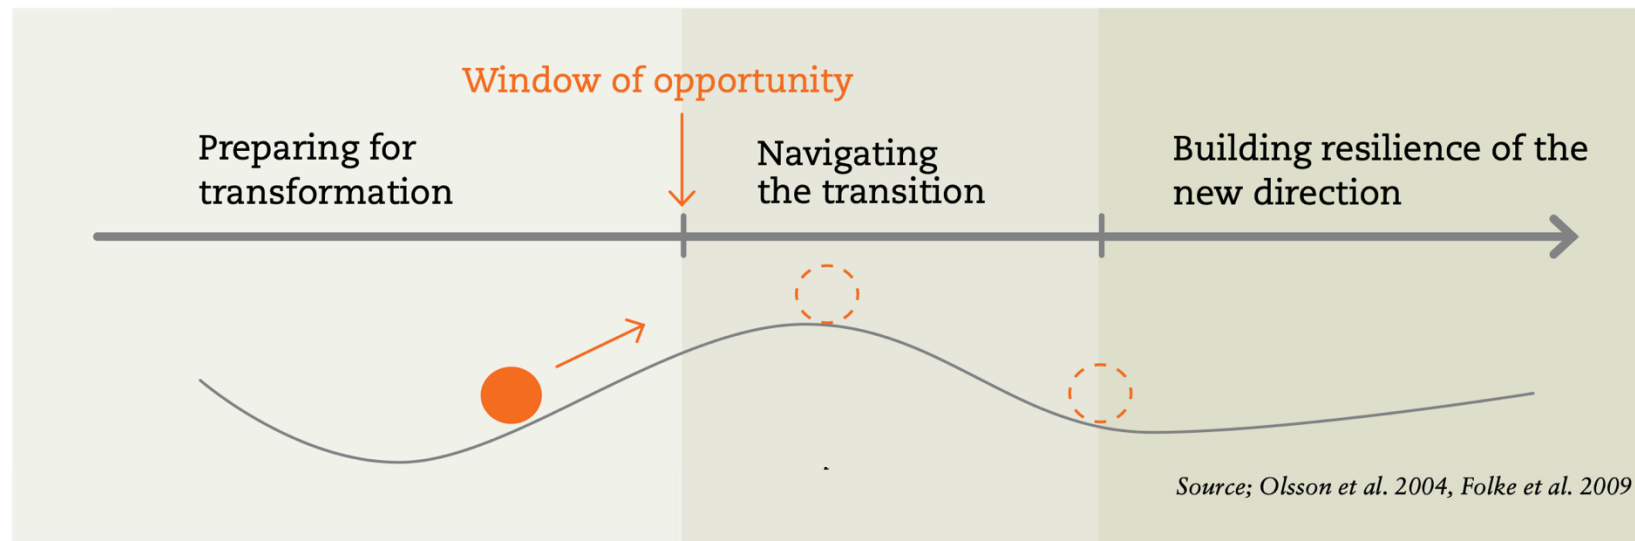 Window of opportunity
Preparing for
transformation
Navigating
the transition
Building resilience of the
new direction
Source; Olsson et al. 2004, Folke et al. 2009